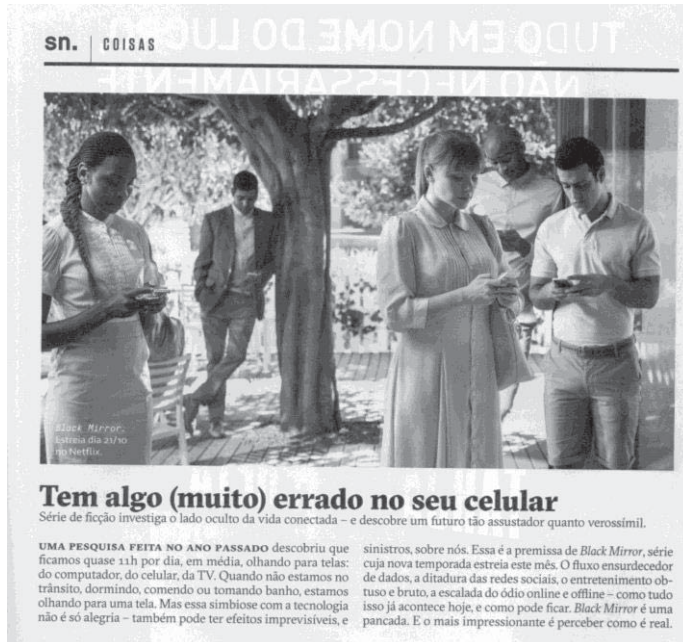 sn. | COISAS
Black Mirror.
Estreia dia 21/10
no Netflix.
Tem algo (muito) errado no seu celular
Série de ficção investiga o lado oculto da vida conectada – e descobre um futuro tão assustador quanto verossímil.
UMA PESQUISA FEITA NO ANO PASSADO descobriu que
ficamos quase 11h por dia, em média, olhando para telas:
do computador, do celular, da TV. Quando não estamos no
trânsito, dormindo, comendo ou tomando banho, estamos
olhando para uma tela. Mas essa simbiose com a tecnologia
não é só alegria – também pode ter efeitos imprevisíveis, e
sinistros, sobre nós. Essa é a premissa de Black Mirror, série
cuja nova temporada estreia este mês. O fluxo ensurdecedor
de dados, a ditadura das redes sociais, o entretenimento ob-
tuso e bruto, a escalada do ódio online e offline – como tudo
isso já acontece hoje, e como pode ficar. Black Mirror é uma
pancada. E o mais impressionante é perceber como é real.